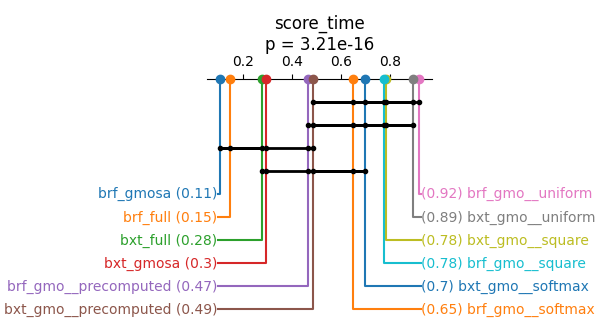 score_time
p = 3.21e-16
0.2 0.4 0.6 0.8
brf_gmosa (0.11) (0.92) brf_gmo__uniform
brf_full (0.15) (0.89) bxt_gmo__uniform
bxt_full (0.28) (0.78) bxt_gmo__square
bxt_gmosa (0.3) (0.78) brf_gmo__square
brf_gmo__precomputed (0.47) (0.7) bxt_gmo__softmax
bxt_gmo__precomputed (0.49) (0.65) brf_gmo__softmax